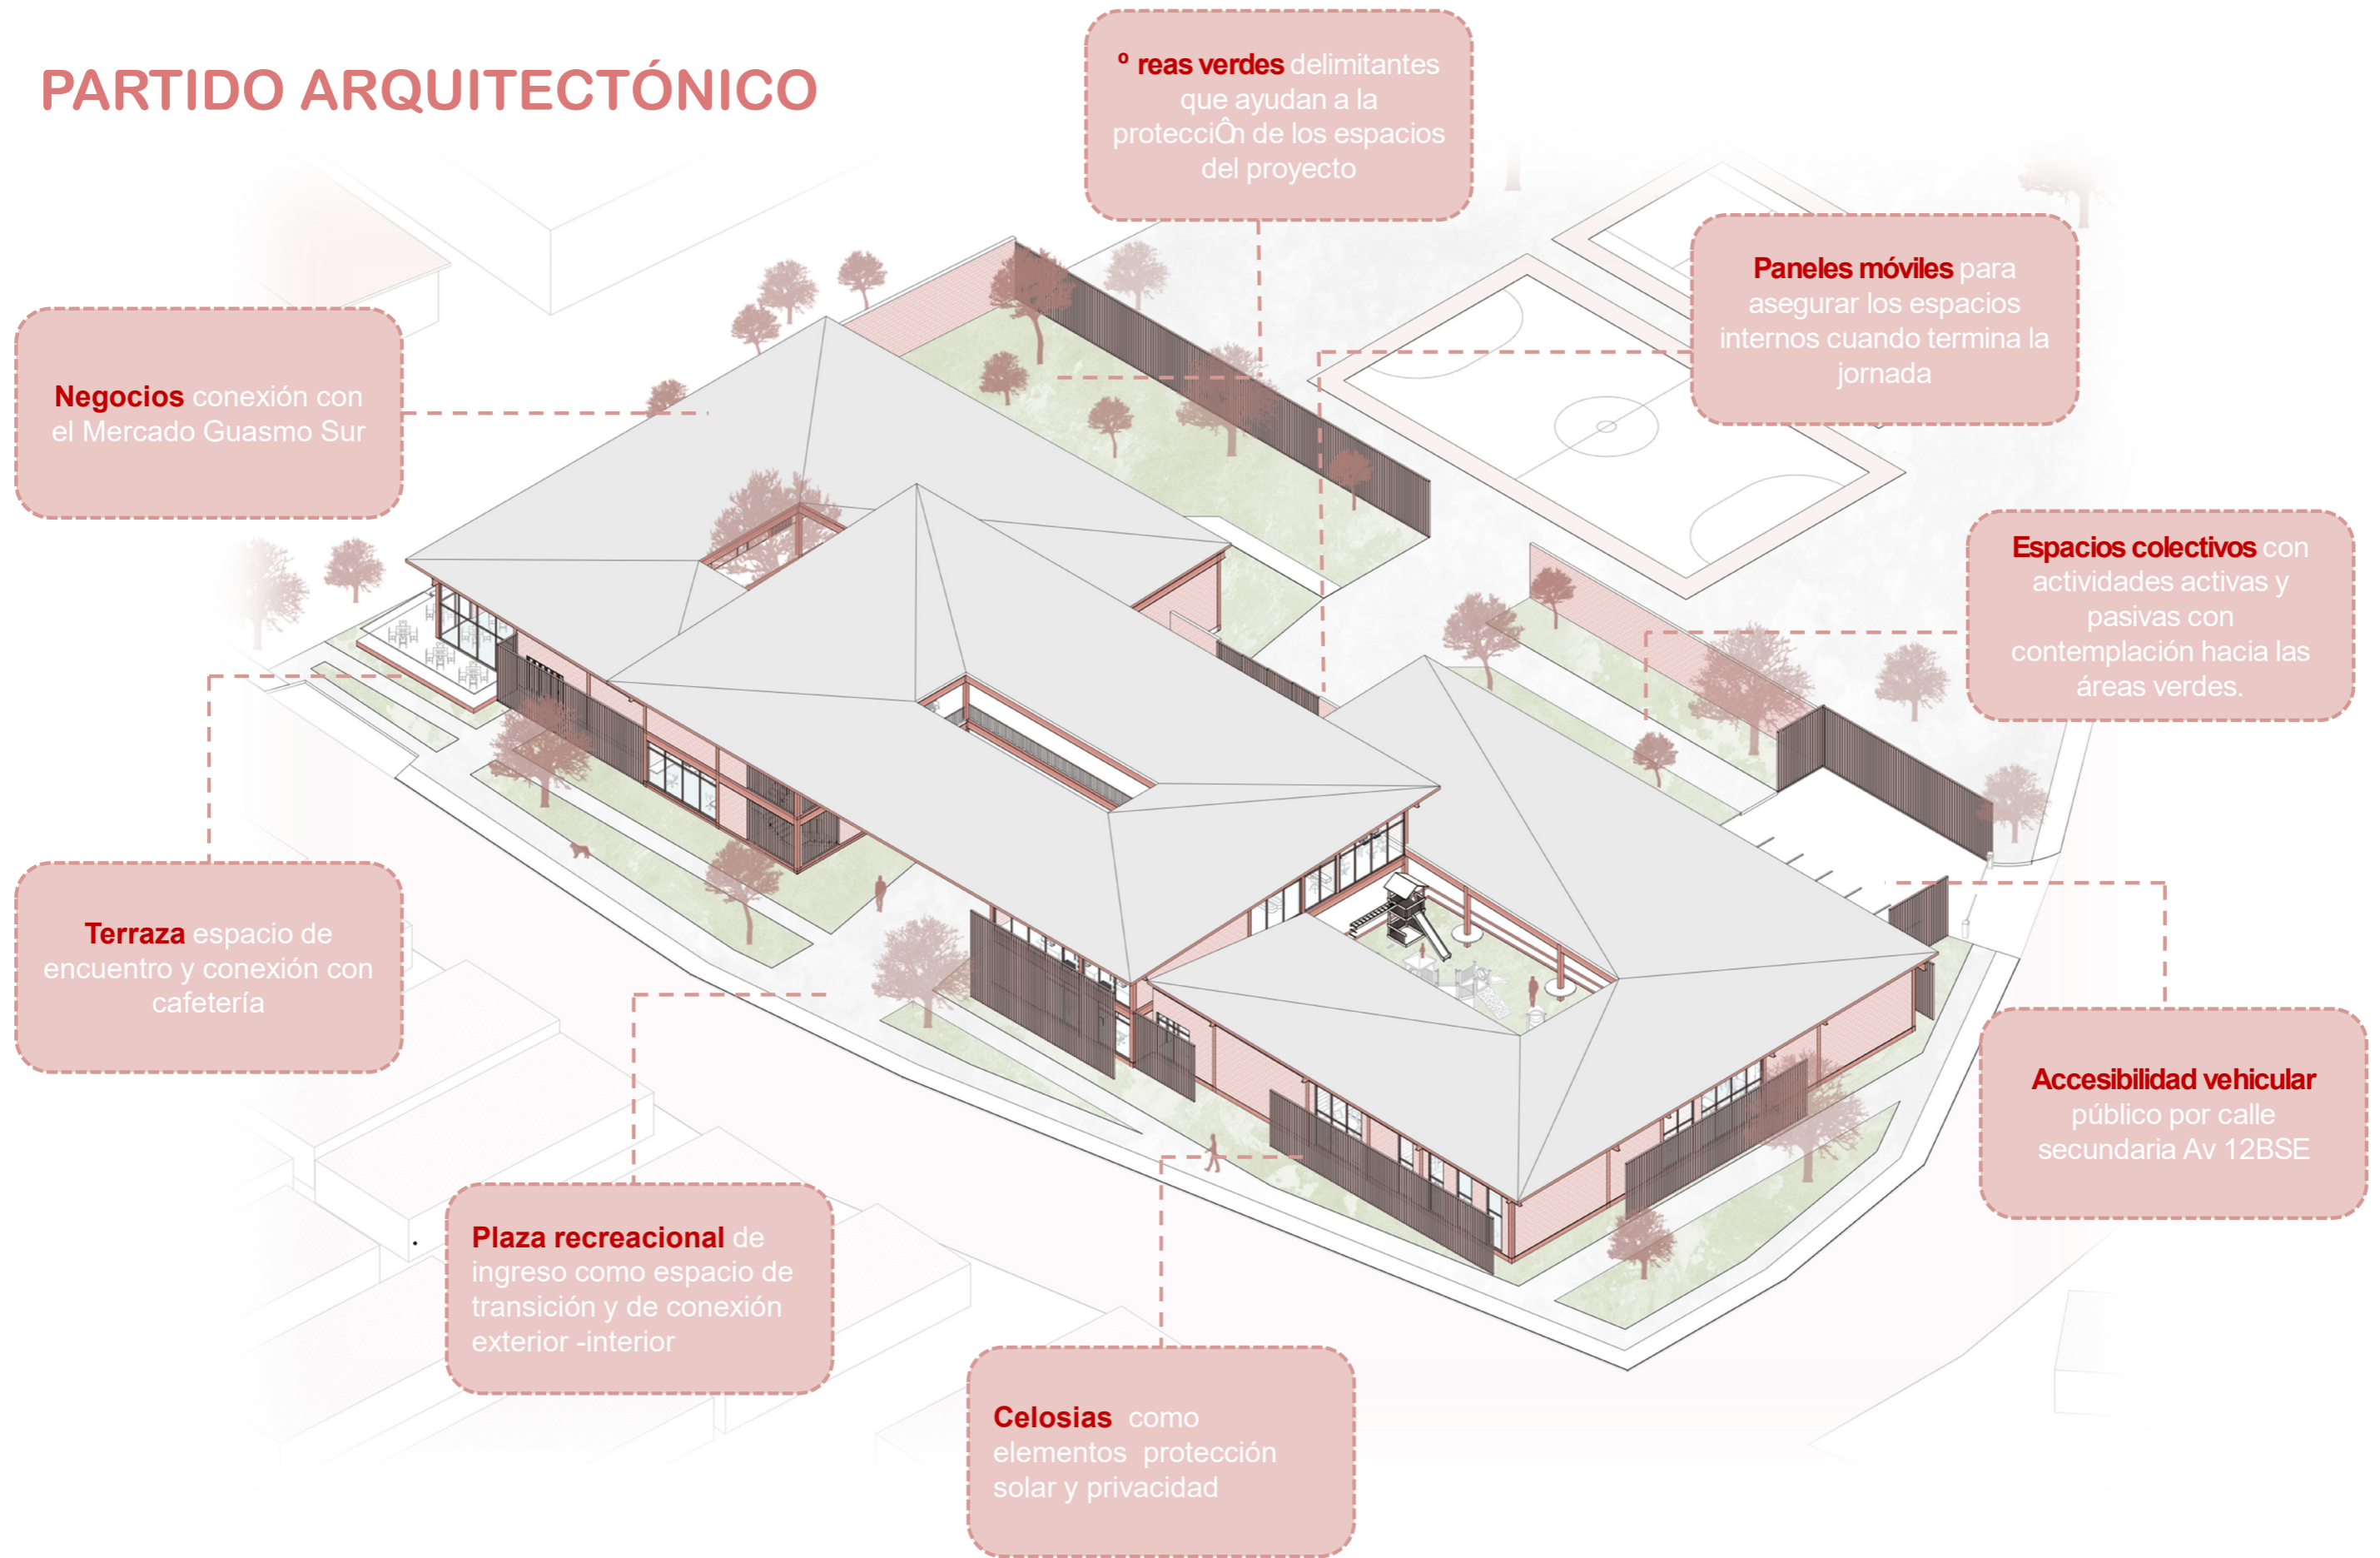 PARTIDO ARQUITECTÓNICO
º reas verdes delimitantes
que ayudan a la
protecciÔn de los espacios
del proyecto
Paneles móviles para
asegurar los espacios
internos cuando termina la
jornada
Negocios conexión con
el Mercado Guasmo Sur
Espacios colectivos con
actividades activas y
pasivas con
contemplación hacia las
áreas verdes.
Terraza espacio de
encuentro y conexión con
cafetería
Accesibilidad vehicular
público por calle
secundaria Av 12BSE
Plaza recreacional de
ingreso como espacio de
transición y de conexión
exterior -interior
Celosias como
elementos protección
solar y privacidad